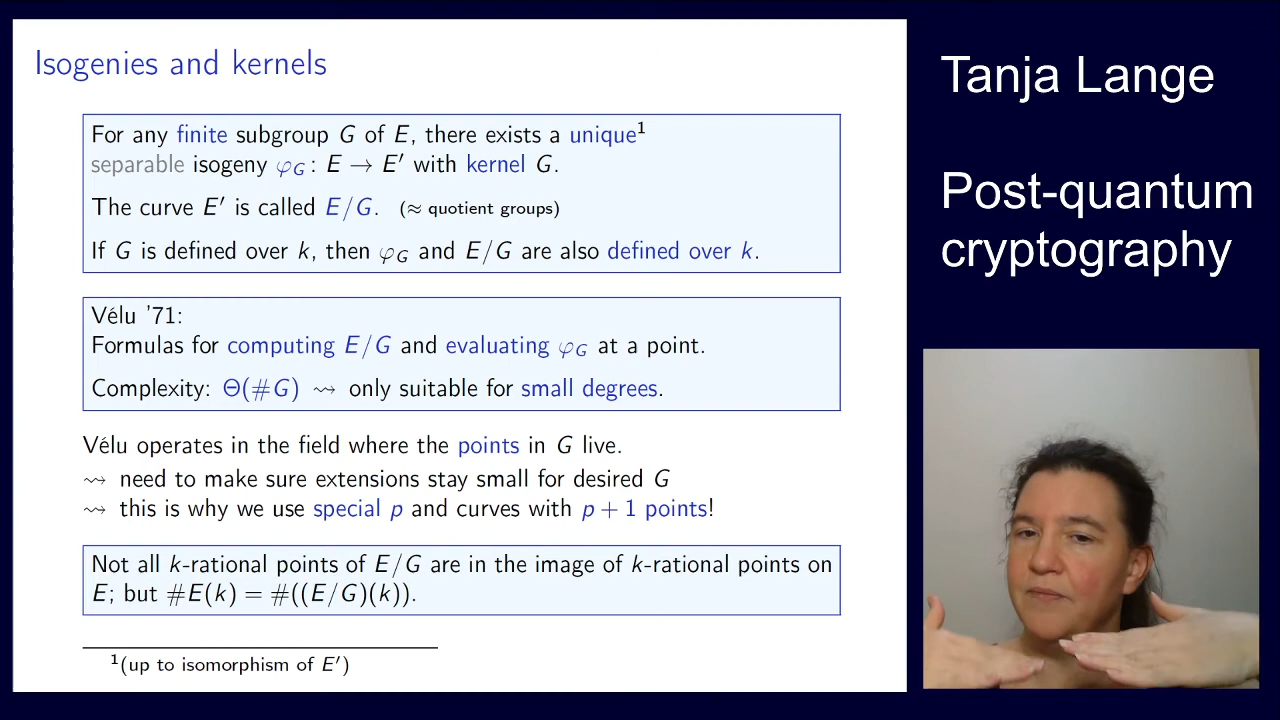 Isogenies and kernels
For any finite subgroup G of E, there exists a unique¹
separable isogeny φ_G : E → E′ with kernel G.
The curve E′ is called E/G. (≈ quotient groups)
If G is defined over k, then φ_G and E/G are also defined over k.
Vélu ’71:
Formulas for computing E/G and evaluating φ_G at a point.
Complexity: Θ(#G) ⇝ only suitable for small degrees.
Vélu operates in the field where the points in G live.
⇝ need to make sure extensions stay small for desired G
⇝ this is why we use special p and curves with p + 1 points!
Not all k-rational points of E/G are in the image of k-rational points on
E; but #E(k) = #((E/G)(k)).
¹(up to isomorphism of E′)
Tanja Lange
Post-quantum
cryptography